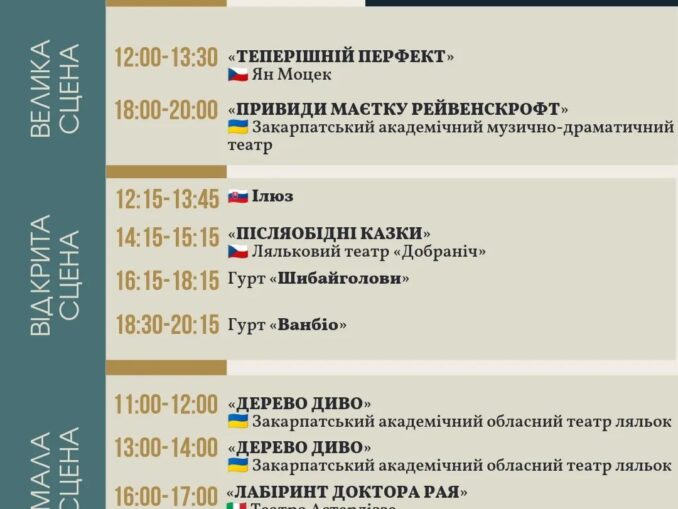 ВЕЛИКА
СЦЕНА
12:00-13:30 «ТЕПЕРІШНІЙ ПЕРФЕКТ»
Ян Моцек
18:00-20:00 «ПРИВИДИ МАЄТКУ РЕЙВЕНСКРОФТ»
Закарпатський академічний музично-драматичний
театр
ВІДКРИТА
СЦЕНА
12:15-13:45 Ілюз
14:15-15:15 «ПІСЛЯОБІДНІ КАЗКИ»
Ляльковий театр «Добраніч»
16:15-18:15 Гурт «Шибайголови»
18:30-20:15 Гурт «Ванбіо»
МАЛА
СЦЕНА
11:00-12:00 «ДЕРЕВО ДИВО»
Закарпатський академічний обласний театр ляльок
13:00-14:00 «ДЕРЕВО ДИВО»
Закарпатський академічний обласний театр ляльок
16:00-17:00 «ЛАБІРИНТ ДОКТОРА РАЯ»